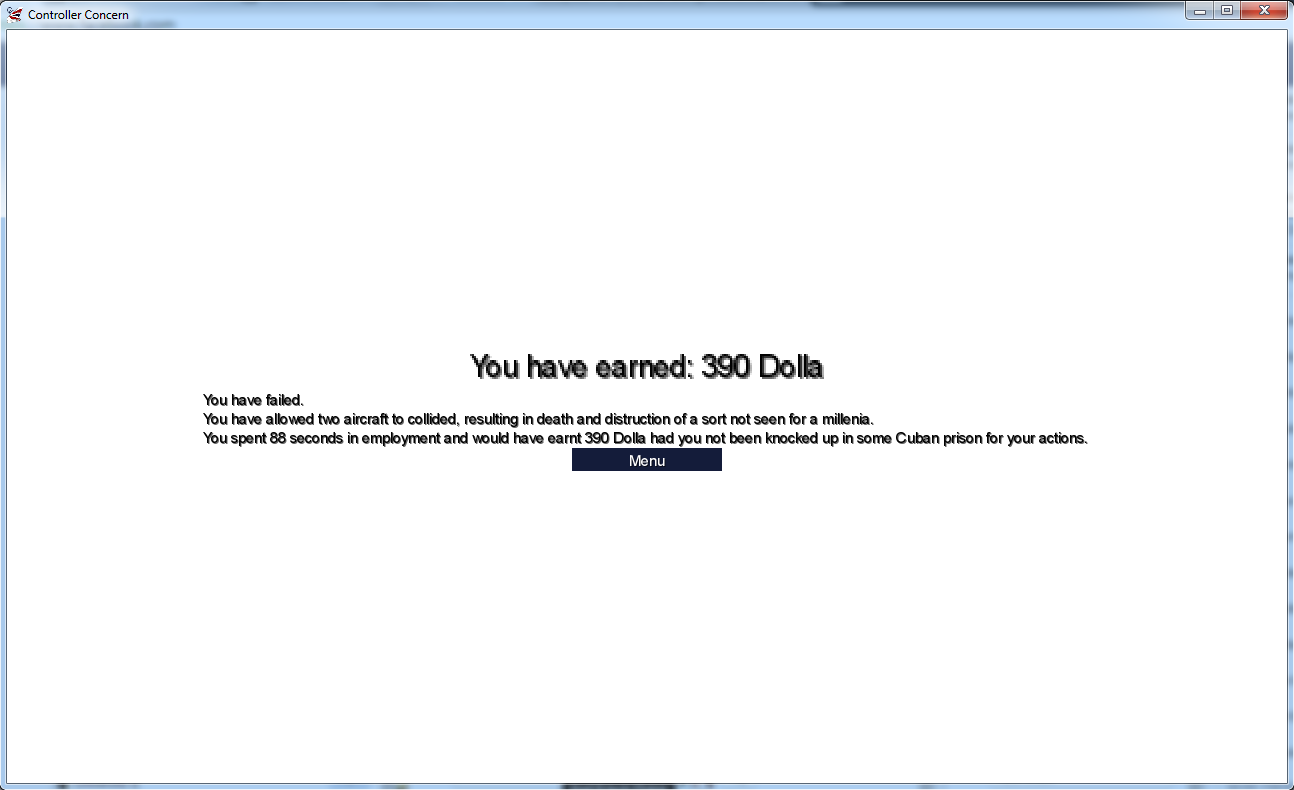 Controller Concern
You have earned: 390 Dolla
You have failed.
You have allowed two aircraft to collided, resulting in death and distruction of a sort not seen for a millenia.
You spent 88 seconds in employment and would have earnt 390 Dolla had you not been knocked up in some Cuban prison for your actions.
Menu